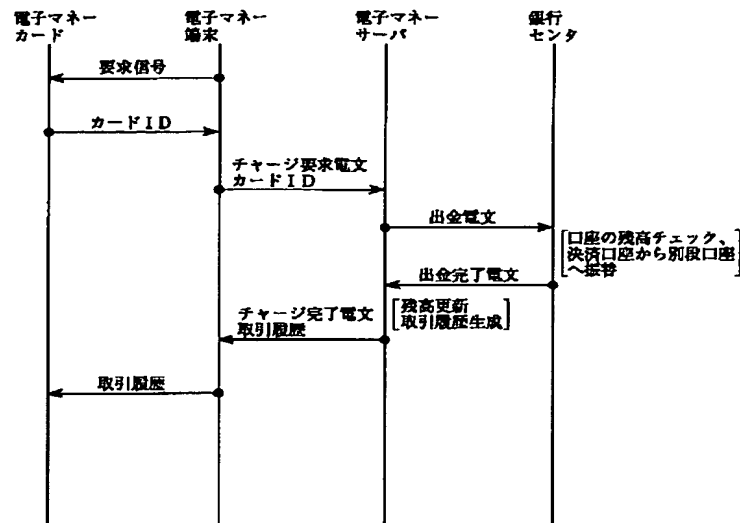 電子マネー
カード
電子マネー
端末
電子マネー
サーバ
銀行
センタ
要求信号
カードID
チャージ要求電文
カードID
出金電文
口座の残高チェック、
決済口座から別段口座
へ振替
出金完了電文
残高更新
取引履歴生成
チャージ完了電文
取引履歴
取引履歴